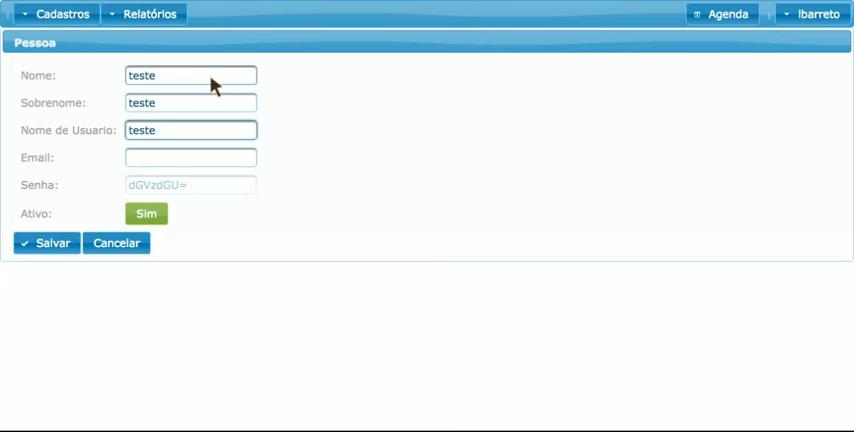 Cadastros Relatórios Agenda lbarreto
Pessoa
Nome: teste
Sobrenome: teste
Nome de Usuario: teste
Email:
Senha: dGVzdGU=
Ativo: Sim
Salvar Cancelar